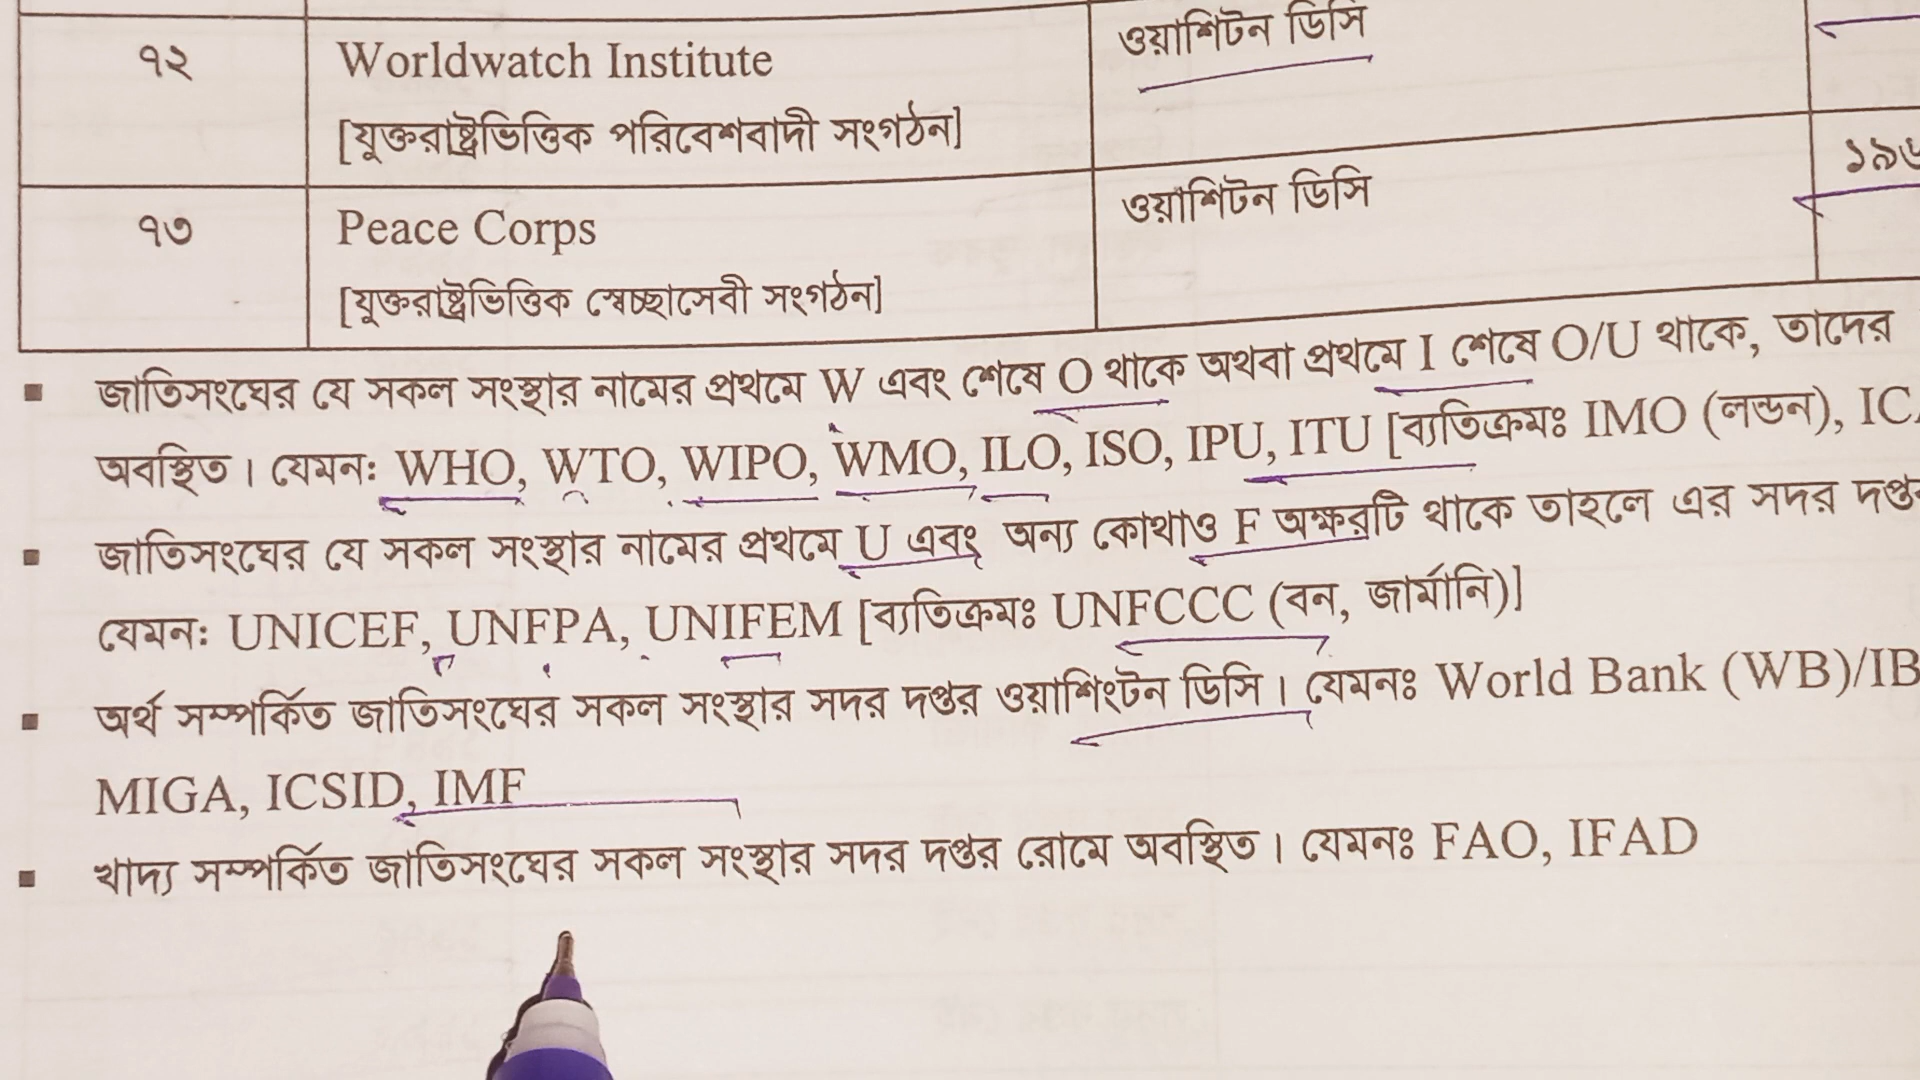 ৭২ Worldwatch Institute ওয়াশিটন ডিসি
[যুক্তরাষ্ট্রভিত্তিক পরিবেশবাদী সংগঠন]
৭৩ Peace Corps ওয়াশিটন ডিসি
[যুক্তরাষ্ট্রভিত্তিক স্বেচ্ছাসেবী সংগঠন]
▪ জাতিসংঘের যে সকল সংস্থার নামের প্রথমে W এবং শেষে O থাকে অথবা প্রথমে I শেষে O/U থাকে, তাদের
অবস্থিত। যেমন: WHO, WTO, WIPO, WMO, ILO, ISO, IPU, ITU [ব্যতিক্রমঃ IMO (লন্ডন),
▪ জাতিসংঘের যে সকল সংস্থার নামের প্রথমে U এবং অন্য কোথাও F অক্ষরটি থাকে তাহলে এর সদর
যেমন: UNICEF, UNFPA, UNIFEM [ব্যতিক্রমঃ UNFCCC (বন, জার্মানি)]
▪ অর্থ সম্পর্কিত জাতিসংঘের সকল সংস্থার সদর দপ্তর ওয়াশিংটন ডিসি। যেমনঃ World Bank (WB)/IB
MIGA, ICSID, IMF
▪ খাদ্য সম্পর্কিত জাতিসংঘের সকল সংস্থার সদর দপ্তর রোমে অবস্থিত। যেমনঃ FAO, IFAD